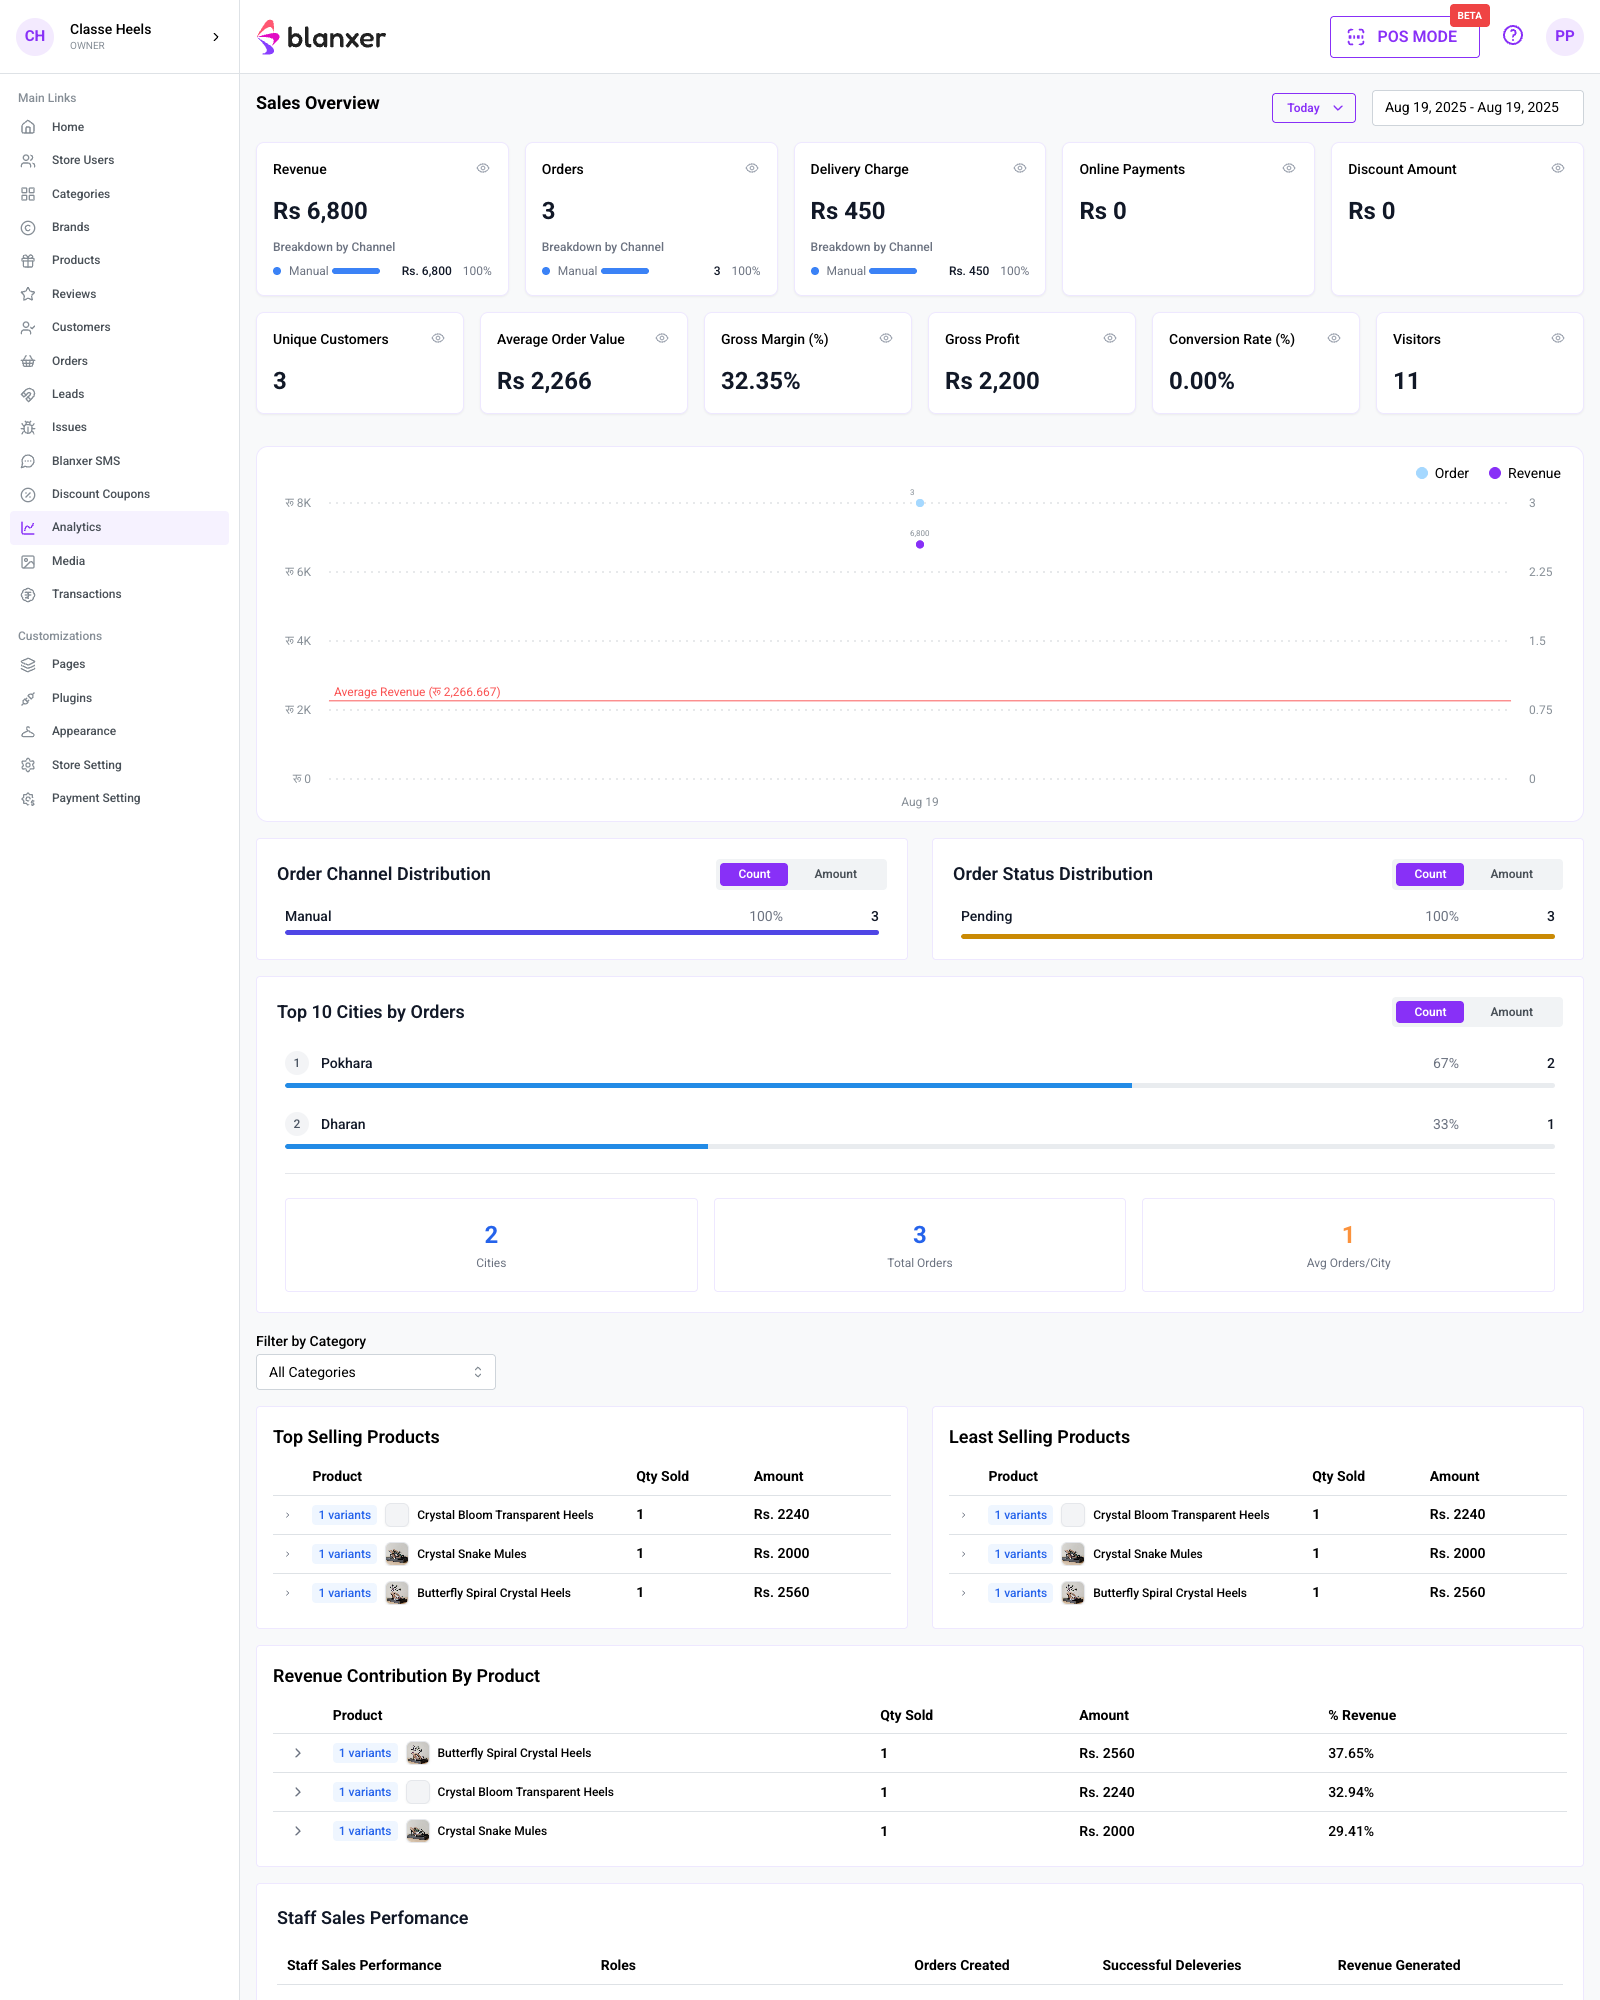 CH
Classe Heels
OWNER
blanxer
BETA
POS MODE
PP
Main Links
Home
Store Users
Categories
Brands
Products
Reviews
Customers
Orders
Leads
Issues
Blanxer SMS
Discount Coupons
Analytics
Media
Transactions
Customizations
Pages
Plugins
Appearance
Store Setting
Payment Setting
Sales Overview
Today
Aug 19, 2025 - Aug 19, 2025
Revenue
Rs 6,800
Breakdown by Channel
Manual Rs. 6,800 100%
Orders
3
Breakdown by Channel
Manual 3 100%
Delivery Charge
Rs 450
Breakdown by Channel
Manual Rs. 450 100%
Online Payments
Rs 0
Discount Amount
Rs 0
Unique Customers
3
Average Order Value
Rs 2,266
Gross Margin (%)
32.35%
Gross Profit
Rs 2,200
Conversion Rate (%)
0.00%
Visitors
11
Order Revenue
रू 8K 3 3
6,800
रू 6K 2.25
रू 4K 1.5
Average Revenue (रू 2,266.667)
रू 2K 0.75
रू 0 0
Aug 19
Order Channel Distribution
Count Amount
Manual 100% 3
Order Status Distribution
Count Amount
Pending 100% 3
Top 10 Cities by Orders
Count Amount
1 Pokhara 67% 2
2 Dharan 33% 1
2
Cities
3
Total Orders
1
Avg Orders/City
Filter by Category
All Categories
Top Selling Products
Product Qty Sold Amount
1 variants Crystal Bloom Transparent Heels 1 Rs. 2240
1 variants Crystal Snake Mules 1 Rs. 2000
1 variants Butterfly Spiral Crystal Heels 1 Rs. 2560
Least Selling Products
Product Qty Sold Amount
1 variants Crystal Bloom Transparent Heels 1 Rs. 2240
1 variants Crystal Snake Mules 1 Rs. 2000
1 variants Butterfly Spiral Crystal Heels 1 Rs. 2560
Revenue Contribution By Product
Product Qty Sold Amount % Revenue
1 variants Butterfly Spiral Crystal Heels 1 Rs. 2560 37.65%
1 variants Crystal Bloom Transparent Heels 1 Rs. 2240 32.94%
1 variants Crystal Snake Mules 1 Rs. 2000 29.41%
Staff Sales Perfomance
Staff Sales Performance Roles Orders Created Successful Deleveries Revenue Generated